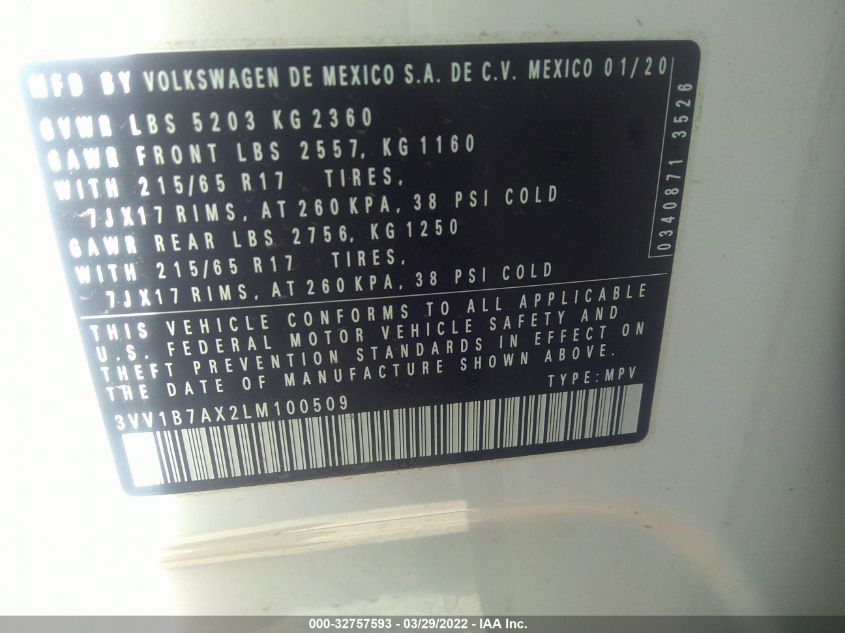 MFD BY VOLKSWAGEN DE MEXICO S.A. DE C.V. MEXICO 01/20
GVWR LBS 5203 KG 2360
GAWR FRONT LBS 2557, KG 1160
WITH 215/65 R17 TIRES,
7JX17 RIMS, AT 260 KPA, 38 PSI COLD
GAWR REAR LBS 2756, KG 1250
WITH 215/65 R17 TIRES,
7JX17 RIMS, AT 260 KPA, 38 PSI COLD
0340871 3526
THIS VEHICLE CONFORMS TO ALL APPLICABLE
U.S. FEDERAL MOTOR VEHICLE SAFETY AND
THEFT PREVENTION STANDARDS IN EFFECT ON
THE DATE OF MANUFACTURE SHOWN ABOVE.
3VV1B7AX2LM100509 TYPE: MPV
000-32757593 - 03/29/2022 - IAA Inc.